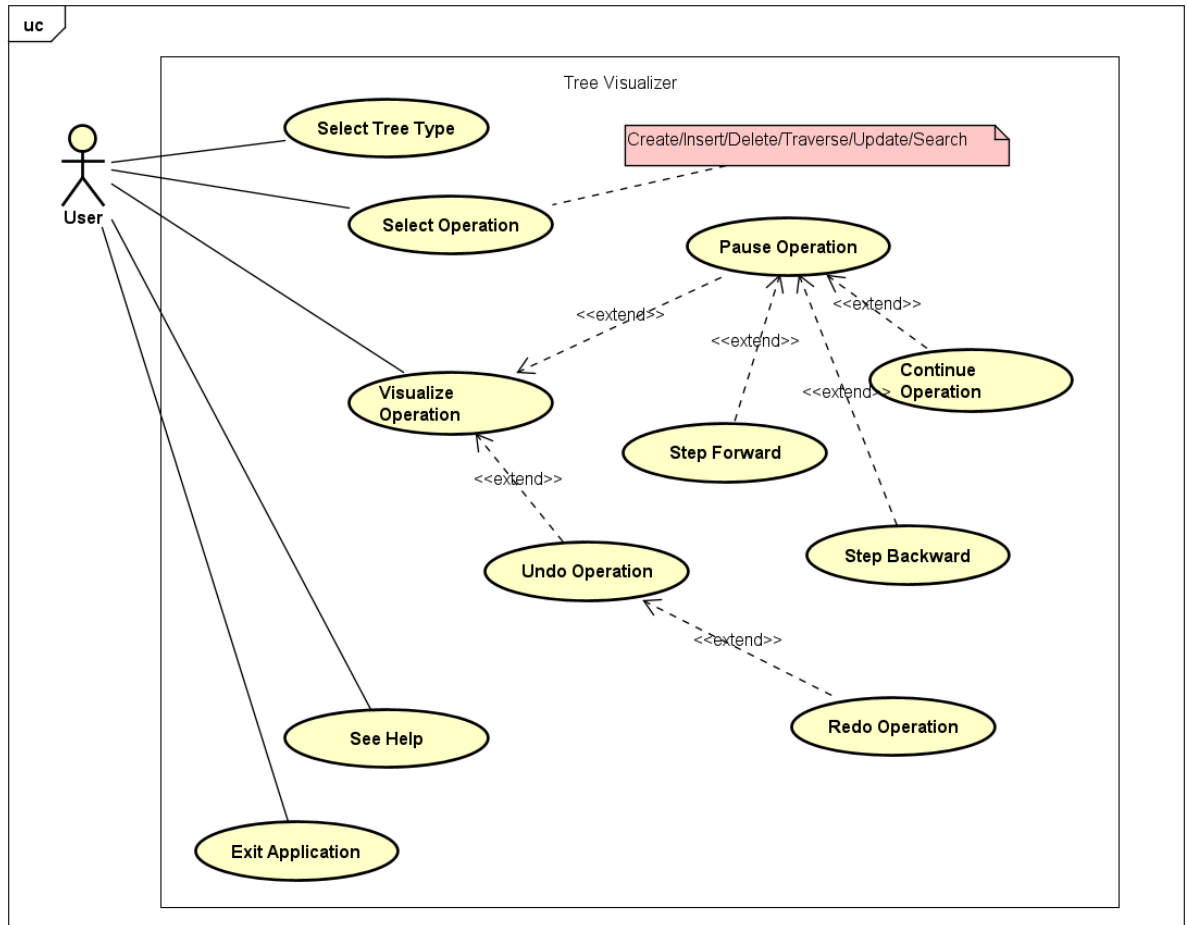 uc
Tree Visualizer
Select Tree Type
Create/Insert/Delete/Traverse/Update/Search
User
Select Operation
Pause Operation
<<extend>>
<<extend>>
<<extend>>
Continue
Operation
<<extend>>
Visualize
Operation
Step Forward
<<extend>>
Step Backward
Undo Operation
<<extend>>
Redo Operation
See Help
Exit Application